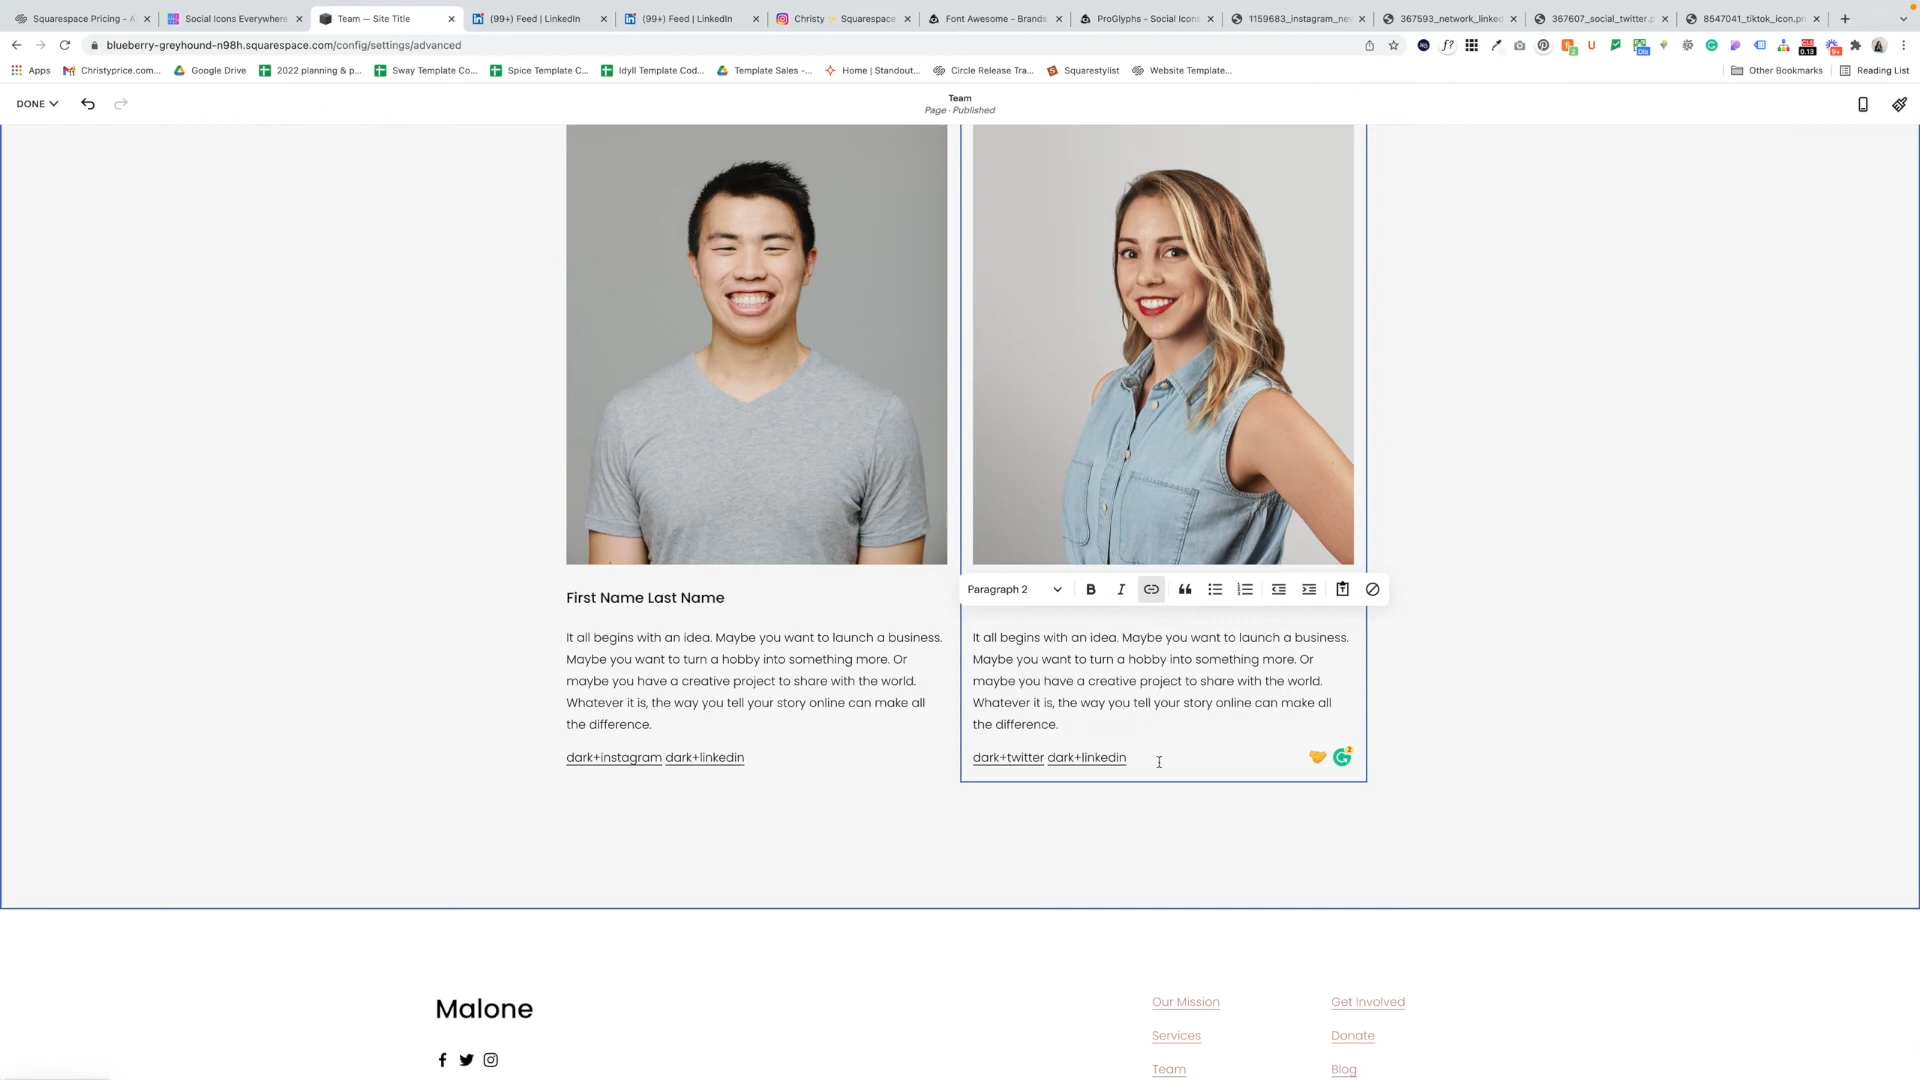 Squarespace Pricing - A
Social Icons Everywhere
Team — Site Title
(99+) Feed | LinkedIn
(99+) Feed | LinkedIn
Christy ✨ Squarespace
Font Awesome - Brands
ProGlyphs - Social Icons
1159683_instagram_ne
367593_network_linked
367607_social_twitter.p
8547041_tiktok_icon.pn
blueberry-greyhound-n98h.squarespace.com/config/settings/advanced
Apps
Christyprice.com...
Google Drive
2022 planning & p...
Sway Template Co...
Spice Template C...
Idyll Template Cod...
Template Sales -...
Home | Standout...
Circle Release Tra...
Squarestylist
Website Template...
Other Bookmarks
Reading List
DONE
Team
Page · Published
Paragraph 2
First Name Last Name
It all begins with an idea. Maybe you want to launch a business.
Maybe you want to turn a hobby into something more. Or
maybe you have a creative project to share with the world.
Whatever it is, the way you tell your story online can make all
the difference.
dark+instagram dark+linkedin
It all begins with an idea. Maybe you want to launch a business.
Maybe you want to turn a hobby into something more. Or
maybe you have a creative project to share with the world.
Whatever it is, the way you tell your story online can make all
the difference.
dark+twitter dark+linkedin
2
Malone
Our Mission
Get Involved
Services
Donate
Team
Blog